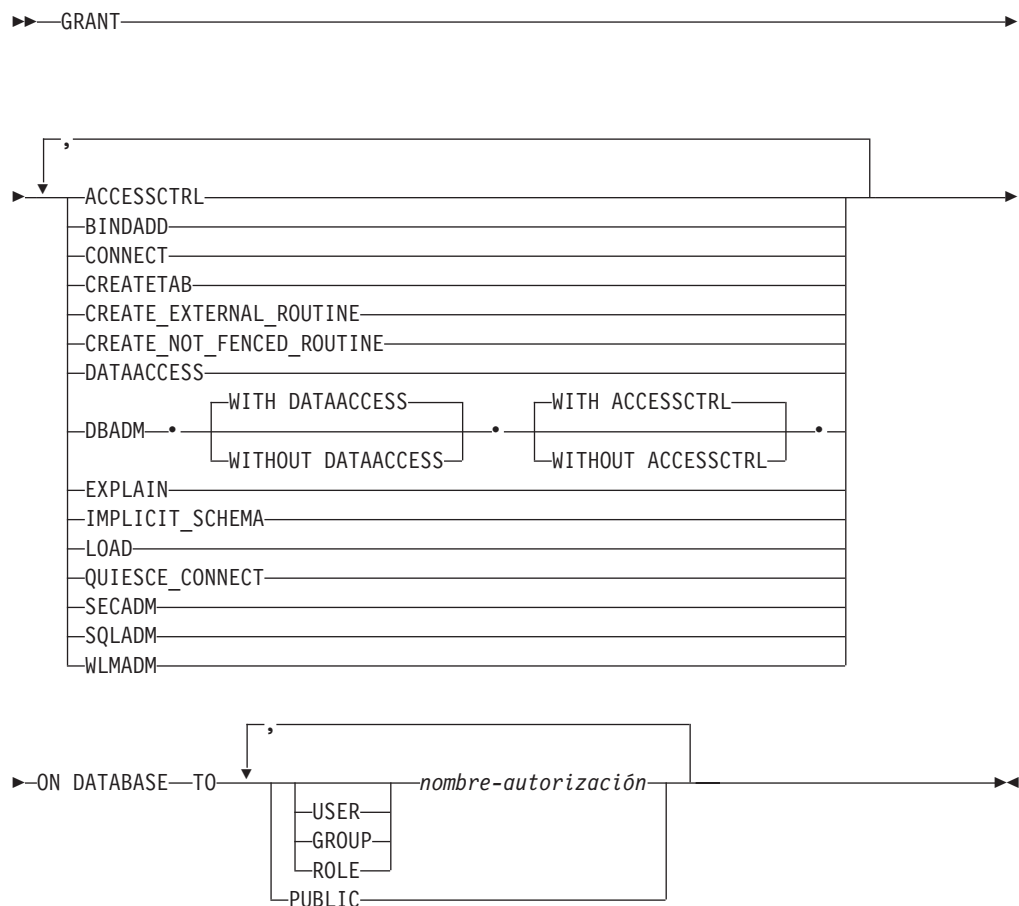 GRANT
,
ACCESSCTRL
BINDADD
CONNECT
CREATETAB
CREATE_EXTERNAL_ROUTINE
CREATE_NOT_FENCED_ROUTINE
DATAACCESS
WITH DATAACCESS WITH ACCESSCTRL
DBADM • • •
WITHOUT DATAACCESS WITHOUT ACCESSCTRL
EXPLAIN
IMPLICIT_SCHEMA
LOAD
QUIESCE_CONNECT
SECADM
SQLADM
WLMADM
,
ON DATABASE TO nombre-autorización
USER
GROUP
ROLE
PUBLIC